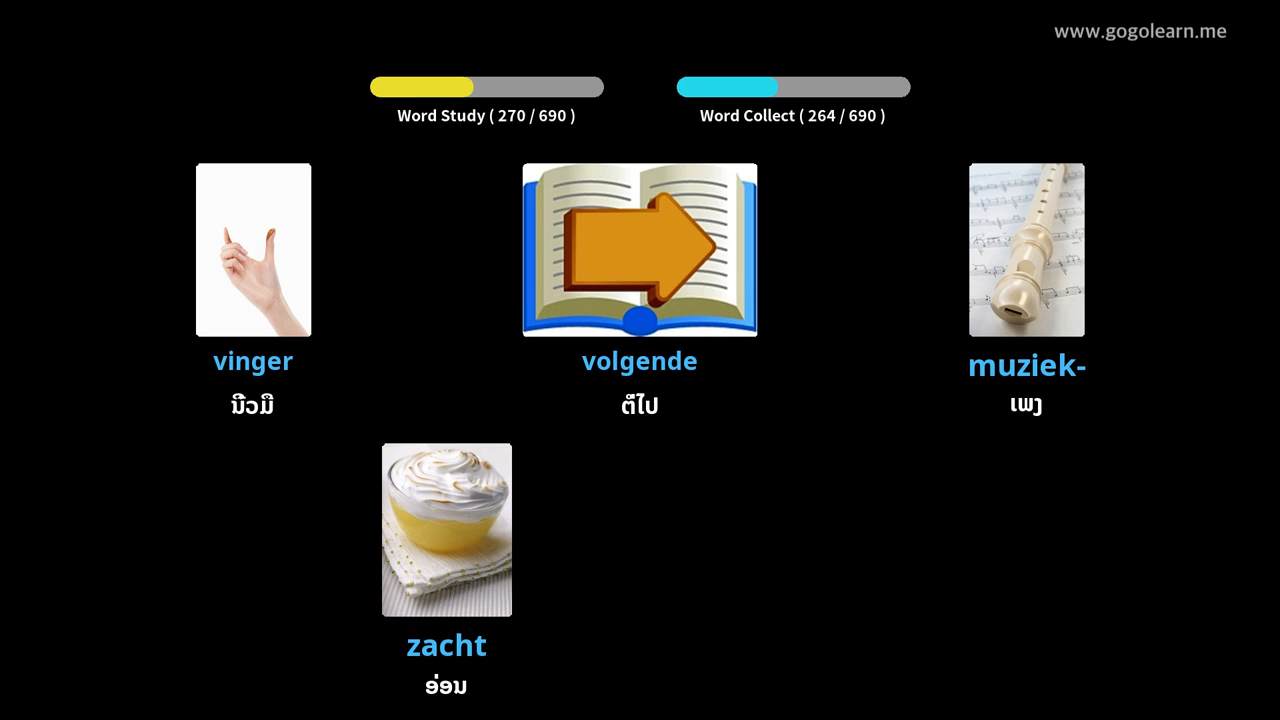 www.gogolearn.me
Word Study ( 270 / 690 )
Word Collect ( 264 / 690 )
vinger
volgende
muziek-
ນິ້ວມື
ຕໍ່ໄປ
ເພງ
zacht
ອ່ອນ